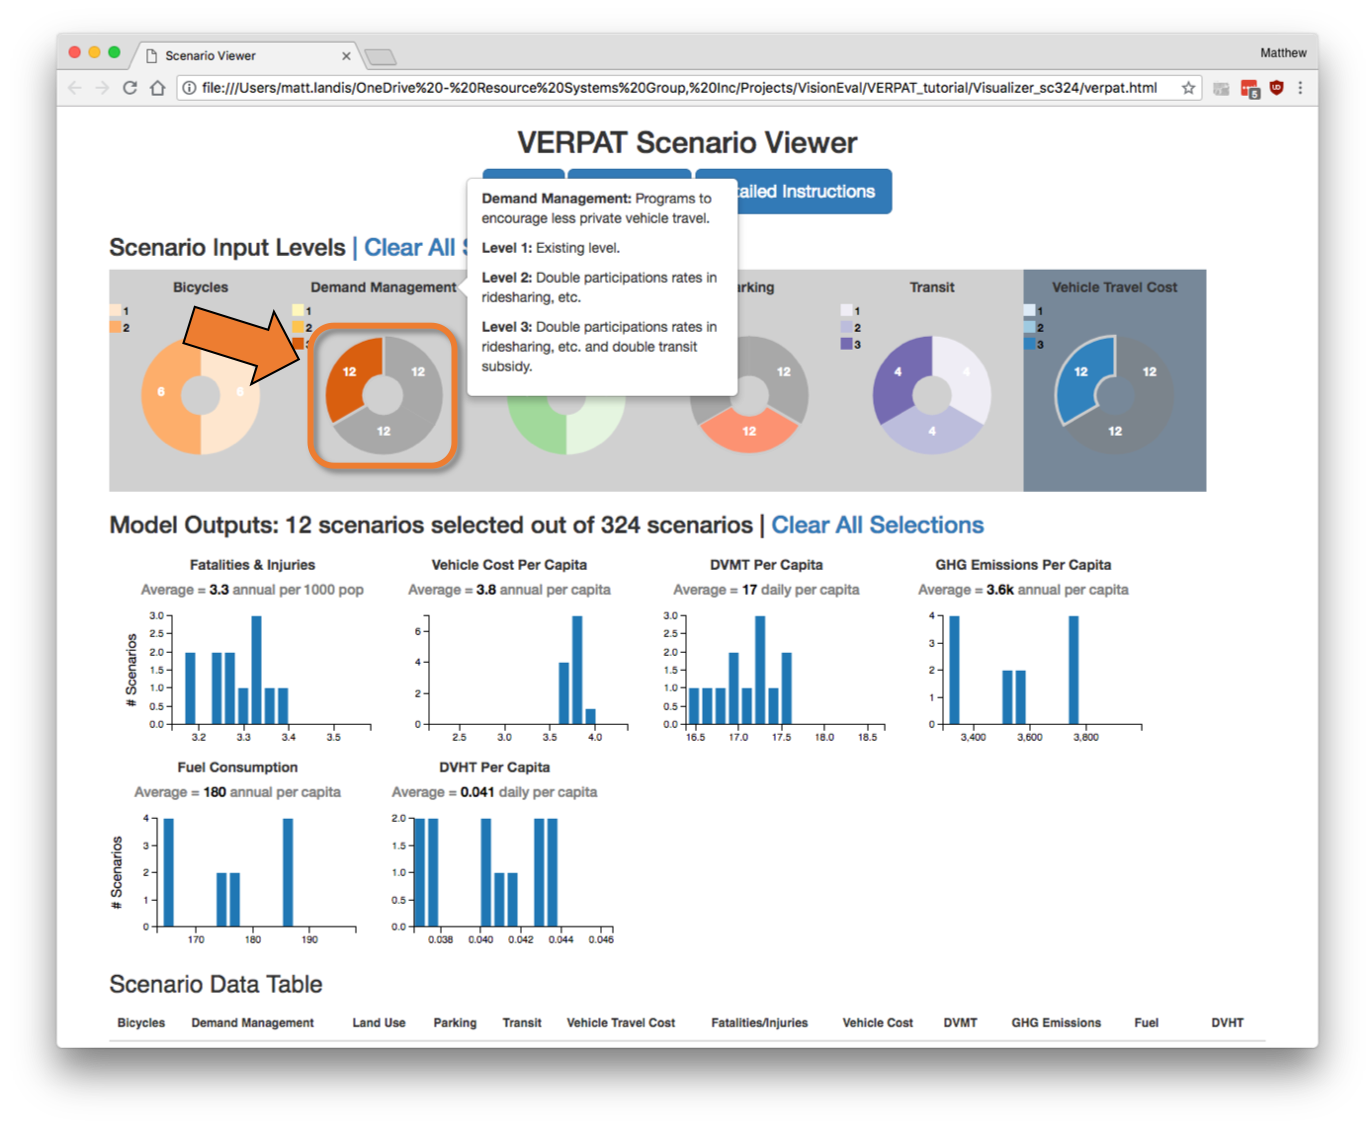 Scenario Viewer
Matthew
file:///Users/matt.landis/OneDrive%20-%20Resource%20Systems%20Group,%20Inc/Projects/VisionEval/VERPAT_tutorial/Visualizer_sc324/verpat.html
5
VERPAT Scenario Viewer
ailed Instructions
Demand Management: Programs to
encourage less private vehicle travel.
Level 1: Existing level.
Level 2: Double participations rates in
ridesharing, etc.
Level 3: Double participations rates in
ridesharing, etc. and double transit
subsidy.
Scenario Input Levels | Clear All
Bicycles
1
2
6
6
Demand Management
1
2
3
12
12
12
rking
12
12
Transit
1
2
3
4
4
4
Vehicle Travel Cost
1
2
3
12
12
12
Model Outputs: 12 scenarios selected out of 324 scenarios | Clear All Selections
Fatalities & Injuries
Average = 3.3 annual per 1000 pop
# Scenarios
3.0
2.5
2.0
1.5
1.0
0.5
0.0
3.2 3.3 3.4 3.5
Vehicle Cost Per Capita
Average = 3.8 annual per capita
6
4
2
0
2.5 3.0 3.5 4.0
DVMT Per Capita
Average = 17 daily per capita
3.0
2.5
2.0
1.5
1.0
0.5
0.0
16.5 17.0 17.5 18.0 18.5
GHG Emissions Per Capita
Average = 3.6k annual per capita
4
3
2
1
0
3,400 3,600 3,800
Fuel Consumption
Average = 180 annual per capita
# Scenarios
4
3
2
1
0
170 180 190
DVHT Per Capita
Average = 0.041 daily per capita
2.0
1.5
1.0
0.5
0.0
0.038 0.040 0.042 0.044 0.046
Scenario Data Table
Bicycles Demand Management Land Use Parking Transit Vehicle Travel Cost Fatalities/Injuries Vehicle Cost DVMT GHG Emissions Fuel DVHT